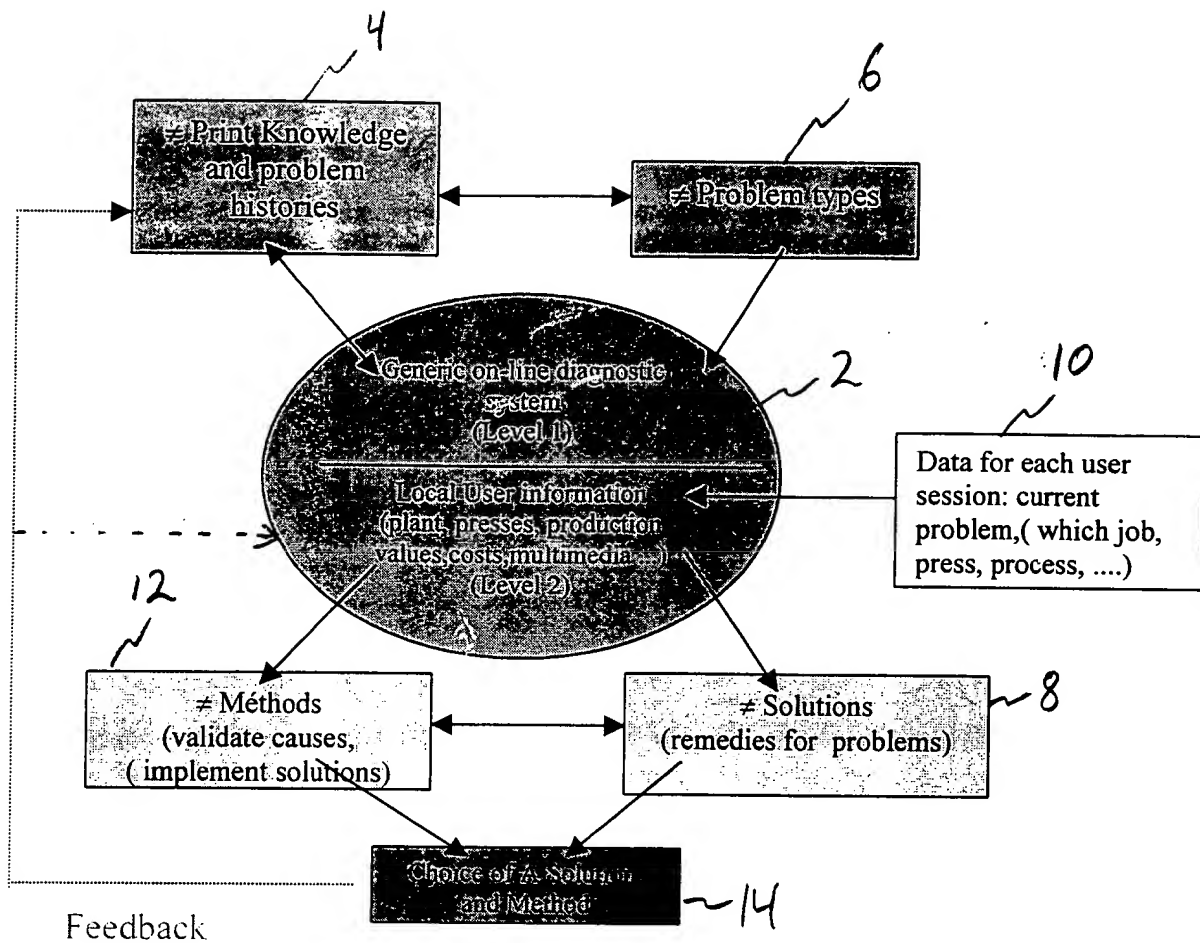 4
6
≠ Print Knowledge
and problem
histories
≠ Problem types
2
10
Generic on-line diagnostic
system
(Level 1)
Local User information
(plant, presses, production
values,costs,multimedia ...)
(Level 2)
Data for each user
session: current
problem,( which job,
press, process, ....)
12
≠ Méthods
(validate causes,
( implement solutions)
≠ Solutions
(remedies for problems)
8
Choice of A Solution
and Method
14
Feedback